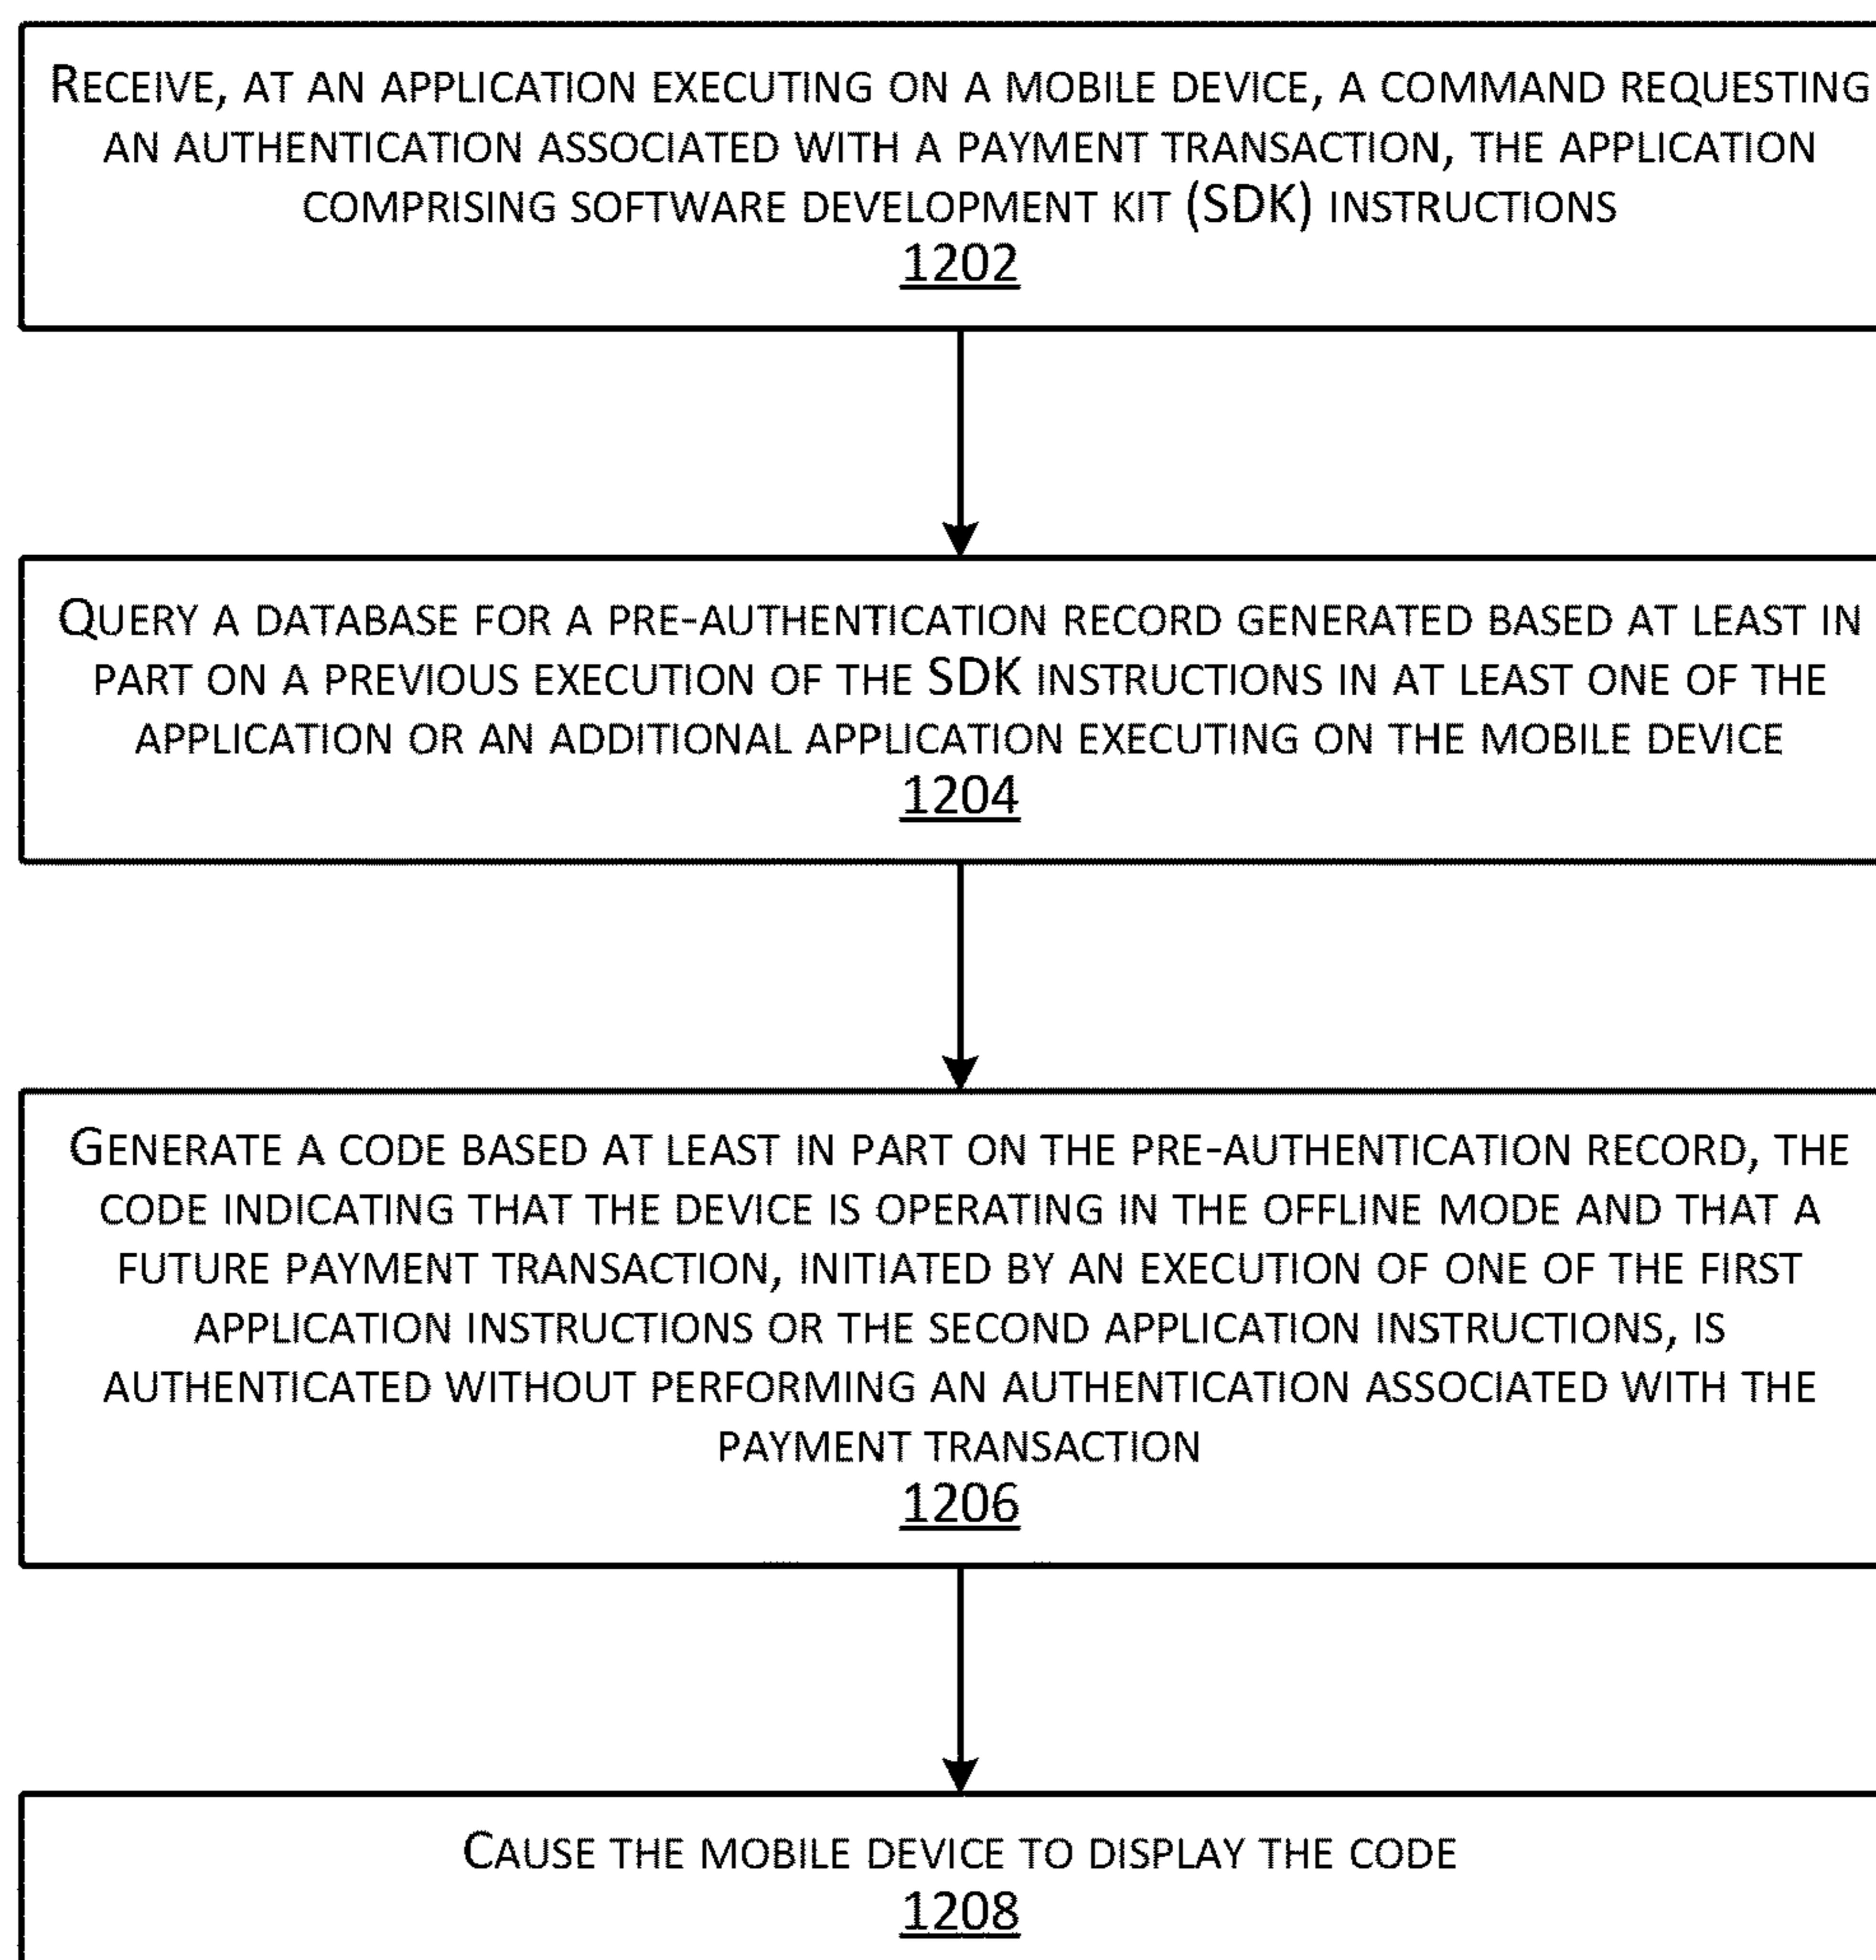 RECEIVE, AT AN APPLICATION EXECUTING ON A MOBILE DEVICE, A COMMAND REQUESTING
AN AUTHENTICATION ASSOCIATED WITH A PAYMENT TRANSACTION, THE APPLICATION
COMPRISING SOFTWARE DEVELOPMENT KIT (SDK) INSTRUCTIONS
1202
QUERY A DATABASE FOR A PRE-AUTHENTICATION RECORD GENERATED BASED AT LEAST IN
PART ON A PREVIOUS EXECUTION OF THE SDK INSTRUCTIONS IN AT LEAST ONE OF THE
APPLICATION OR AN ADDITIONAL APPLICATION EXECUTING ON THE MOBILE DEVICE
1204
GENERATE A CODE BASED AT LEAST IN PART ON THE PRE-AUTHENTICATION RECORD, THE
CODE INDICATING THAT THE DEVICE IS OPERATING IN THE OFFLINE MODE AND THAT A
FUTURE PAYMENT TRANSACTION, INITIATED BY AN EXECUTION OF ONE OF THE FIRST
APPLICATION INSTRUCTIONS OR THE SECOND APPLICATION INSTRUCTIONS, IS
AUTHENTICATED WITHOUT PERFORMING AN AUTHENTICATION ASSOCIATED WITH THE
PAYMENT TRANSACTION
1206
CAUSE THE MOBILE DEVICE TO DISPLAY THE CODE
1208